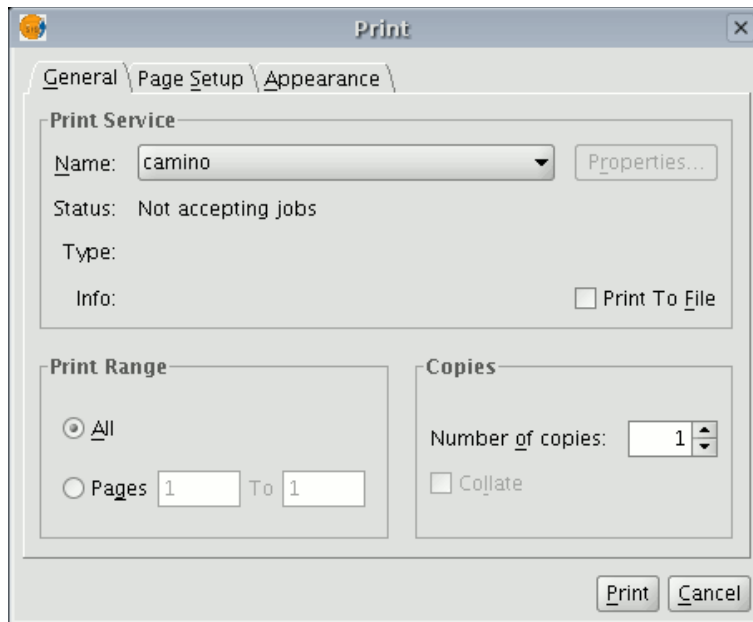 Print
General Page Setup Appearance
Print Service
Name: camino Properties...
Status: Not accepting jobs
Type:
Info: Print To File
Print Range Copies
All
Number of copies: 1
Pages 1 To 1
Collate
Print Cancel